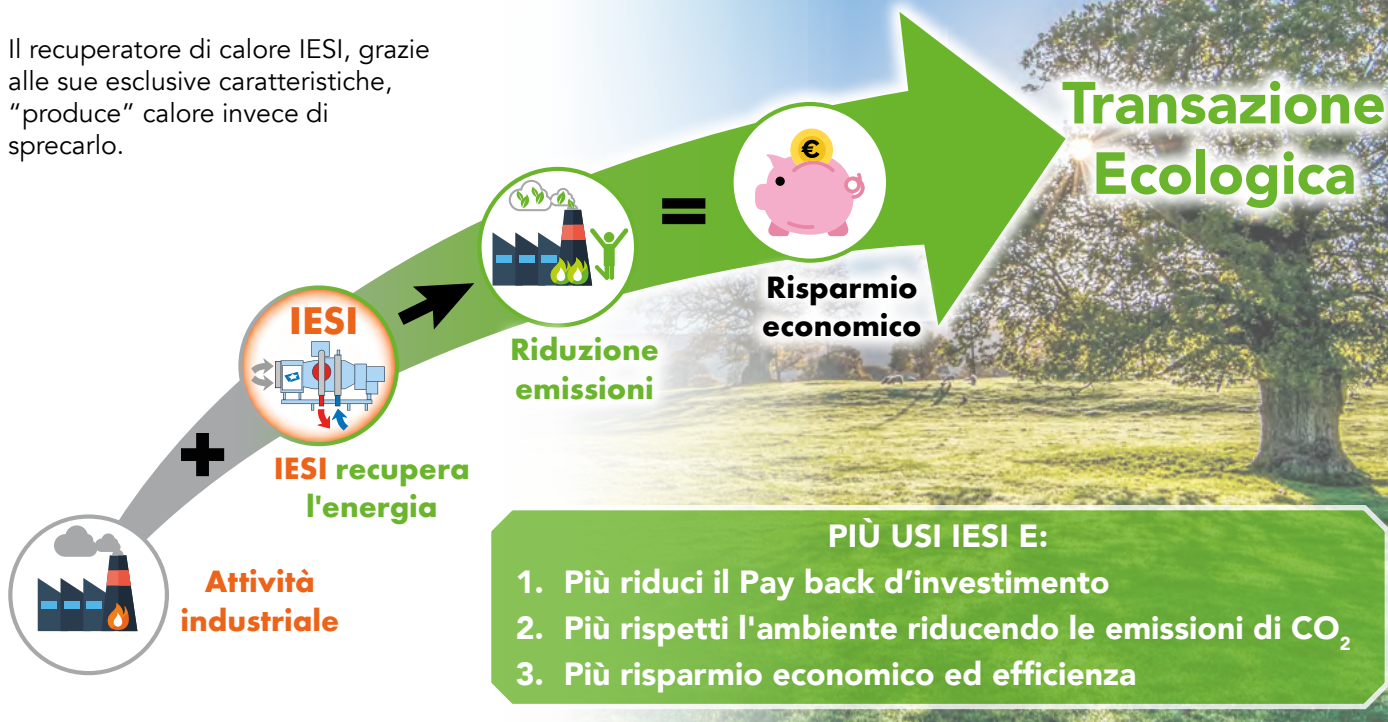 Il recuperatore di calore IESI, grazie
alle sue esclusive caratteristiche,
“produce” calore invece di
sprecarlo.
Transazione
Ecologica
€
=
Risparmio
economico
Riduzione
emissioni
IESI
+
IESI recupera
l'energia
Attività
industriale
PIÙ USI IESI E:
1. Più riduci il Pay back d’investimento
2. Più rispetti l'ambiente riducendo le emissioni di CO₂
3. Più risparmio economico ed efficienza